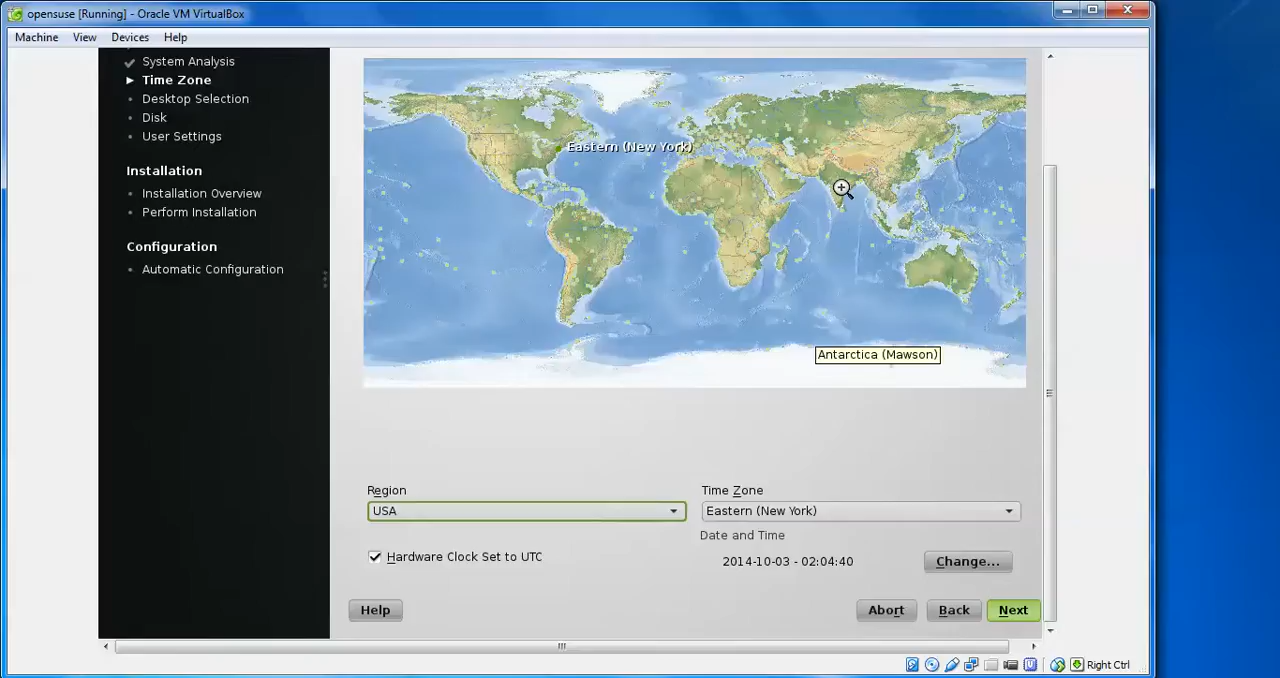 opensuse [Running] - Oracle VM VirtualBox
Machine View Devices Help
System Analysis
Time Zone
Desktop Selection
Disk
User Settings
Installation
Installation Overview
Perform Installation
Configuration
Automatic Configuration
Eastern (New York)
Antarctica (Mawson)
Region
USA
Time Zone
Eastern (New York)
Date and Time
Hardware Clock Set to UTC
2014-10-03 - 02:04:40
Change...
Help
Abort
Back
Next
Right Ctrl